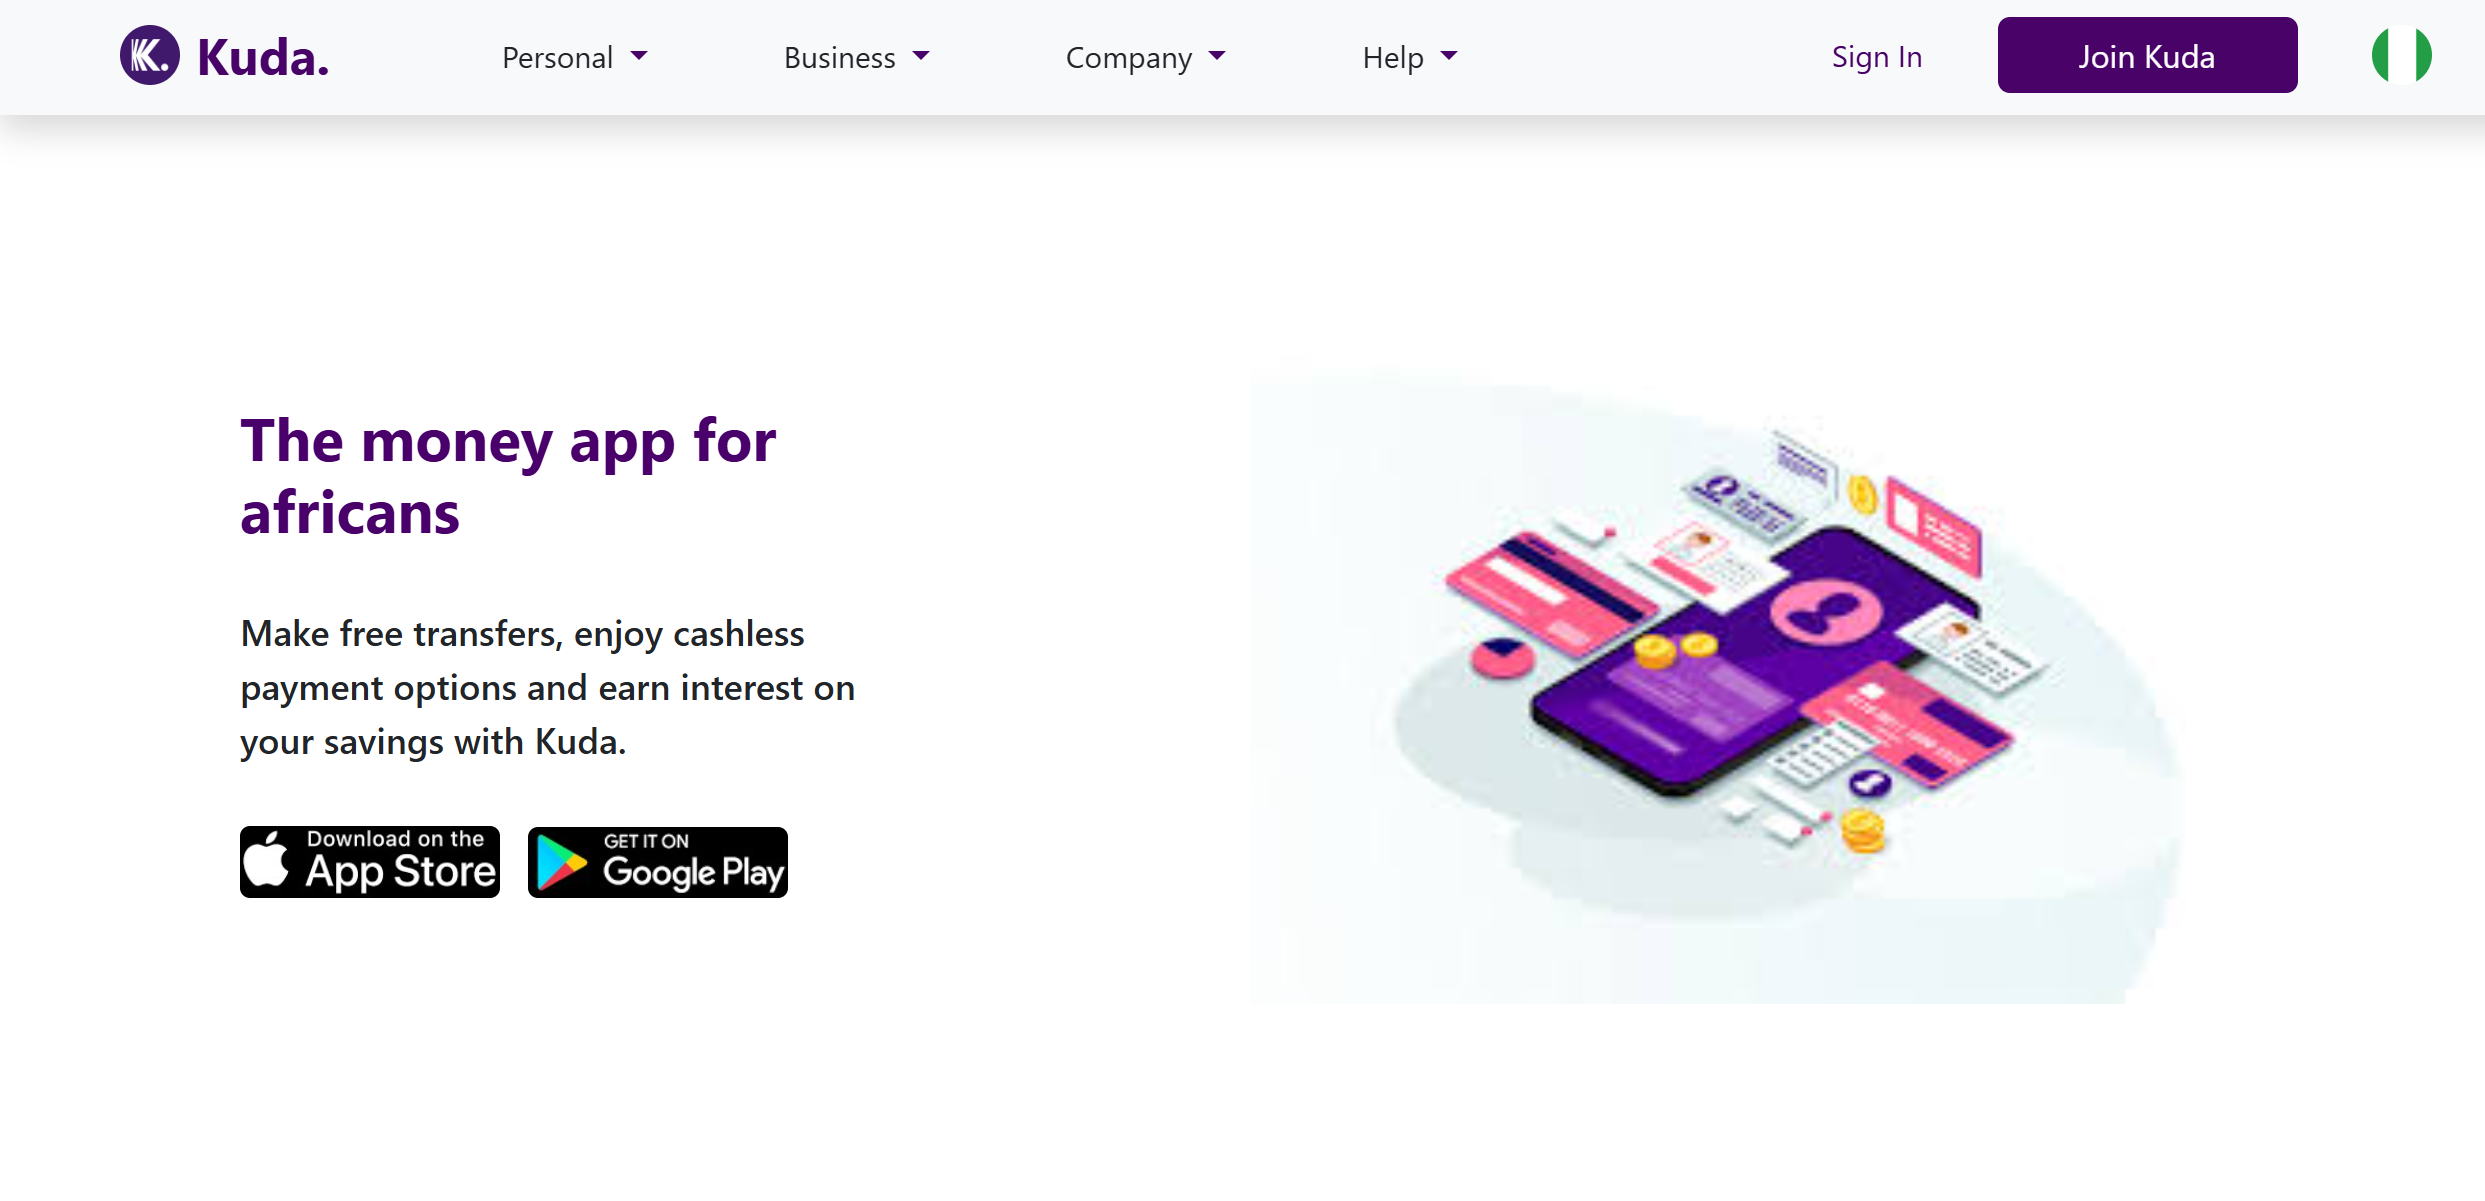 K. Kuda.
Personal Business Company Help Sign In Join Kuda
The money app for
africans
Make free transfers, enjoy cashless
payment options and earn interest on
your savings with Kuda.
Download on the
App Store
GET IT ON
Google Play